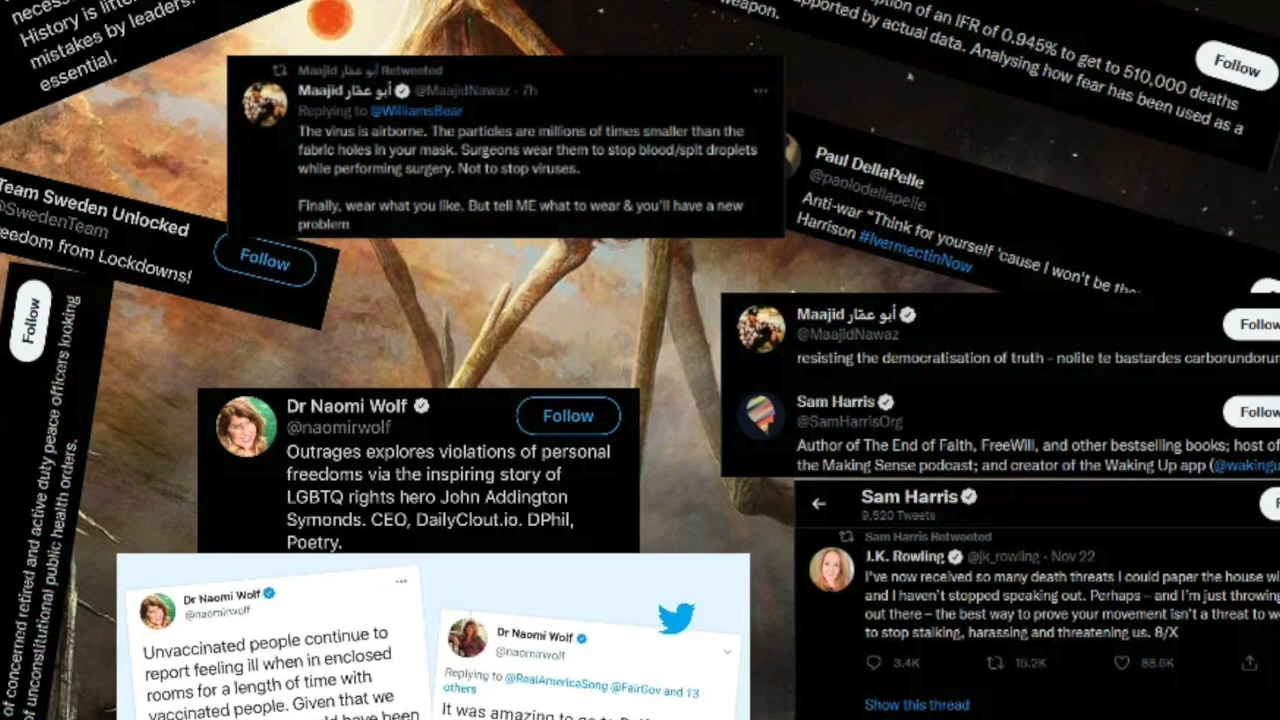 History is litte
mistakes by leaders.
essential.
weapon.
ption of an IFR of 0.945% to get to 510,000 deaths
supported by actual data. Analysing how fear has been used as a
Follow
Maajid أبو عمّار Retweeted
Maajid أبو عمّار @MaajidNawaz · 7h
Replying to @WilliamsBear
The virus is airborne. The particles are millions of times smaller than the
fabric holes in your mask. Surgeons wear them to stop blood/spit droplets
while performing surgery. Not to stop viruses.
Finally, wear what you like. But tell ME what to wear & you'll have a new
problem
Team Sweden Unlocked
@SwedenTeam
eedom from Lockdowns!
Follow
Paul DellaPelle
@paolodellapelle
Anti-war "Think for yourself 'cause I won't be
Harrison #IvermectinNow
Follow
of concerned retired and active duty peace officers looking
of unconstitutional public health orders.
Maajid أبو عمّار
@MaajidNawaz
Follow
resisting the democratisation of truth - nolite te bastardes carborundorum
Sam Harris
@SamHarrisOrg
Follow
Author of The End of Faith, FreeWill, and other bestselling books; host of
the Making Sense podcast; and creator of the Waking Up app (@wakingu
Dr Naomi Wolf
@naomirwolf
Follow
Outrages explores violations of personal
freedoms via the inspiring story of
LGBTQ rights hero John Addington
Symonds. CEO, DailyClout.io. DPhil,
Poetry.
Sam Harris
9,520 Tweets
Sam Harris Retweeted
J.K. Rowling @jk_rowling · Nov 22
I've now received so many death threats I could paper the house wi
and I haven't stopped speaking out. Perhaps – and I'm just throwing
out there – the best way to prove your movement isn't a threat to w
to stop stalking, harassing and threatening us. 8/X
3.4K 15.2K 88.6K
Show this thread
Dr Naomi Wolf
@naomirwolf
Unvaccinated people continue to
report feeling ill when in enclosed
rooms for a length of time with
vaccinated people. Given that we
have been
Dr Naomi Wolf
@naomirwolf
Replying to @RealAmericaSong @FairGov and 13
others
It was amazing to go to